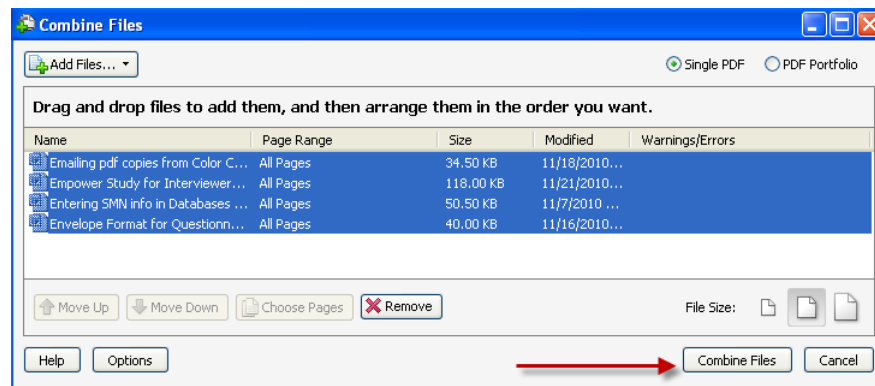 Combine Files
Add Files...
Single PDF PDF Portfolio
Drag and drop files to add them, and then arrange them in the order you want.
Name Page Range Size Modified Warnings/Errors
Emailing pdf copies from Color C... All Pages 34.50 KB 11/18/2010...
Empower Study for Interviewer... All Pages 118.00 KB 11/21/2010...
Entering SMN info in Databases ... All Pages 50.50 KB 11/7/2010 ...
Envelope Format for Questionn... All Pages 40.00 KB 11/16/2010...
Move Up Move Down Choose Pages Remove File Size:
Help Options Combine Files Cancel